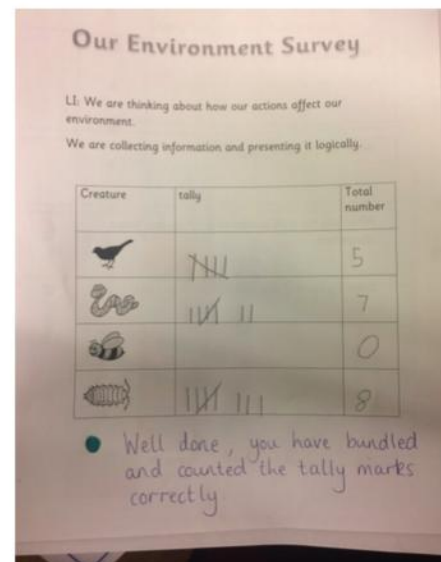 Our Environment Survey
LI: We are thinking about how our actions affect our
environment.
We are collecting information and presenting it logically.
Creature tally Total
number
5
7
0
8
Well done, you have bundled
and counted the tally marks
correctly